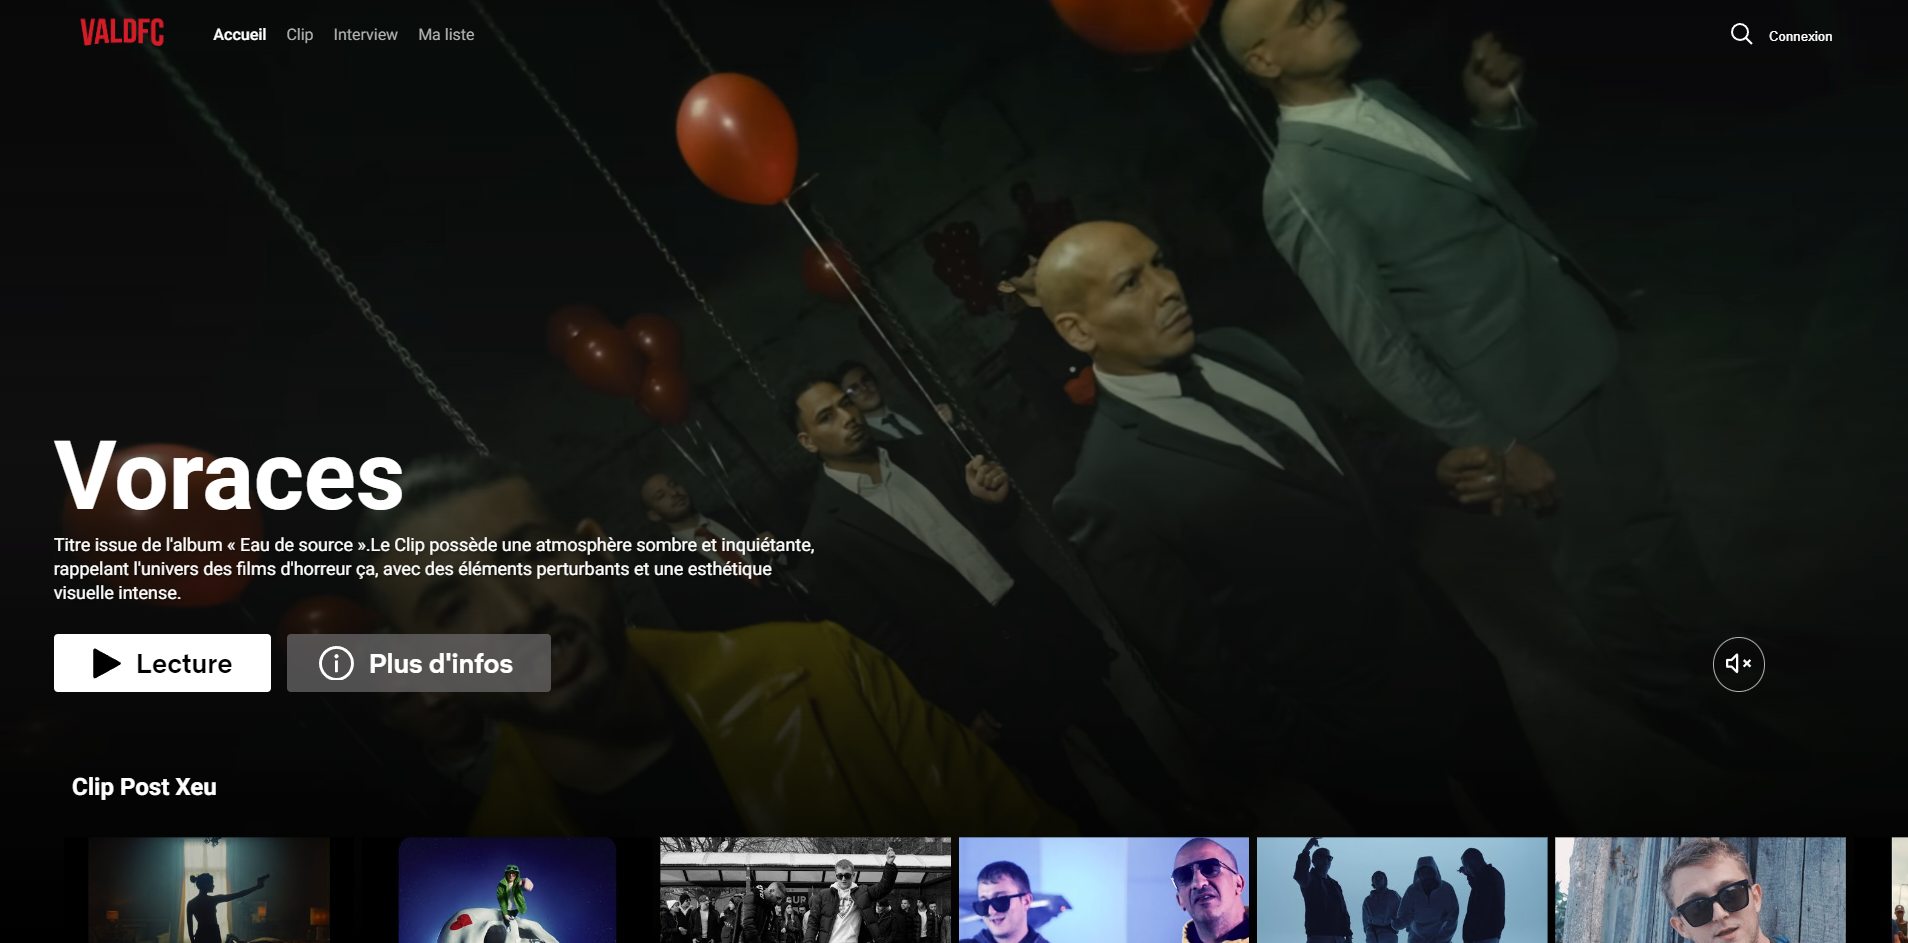 VALDFC
Accueil Clip Interview Ma liste
Connexion
Voraces
Titre issue de l'album « Eau de source ».Le Clip possède une atmosphère sombre et inquiétante,
rappelant l'univers des films d'horreur ça, avec des éléments perturbants et une esthétique
visuelle intense.
Lecture
Plus d'infos
Clip Post Xeu